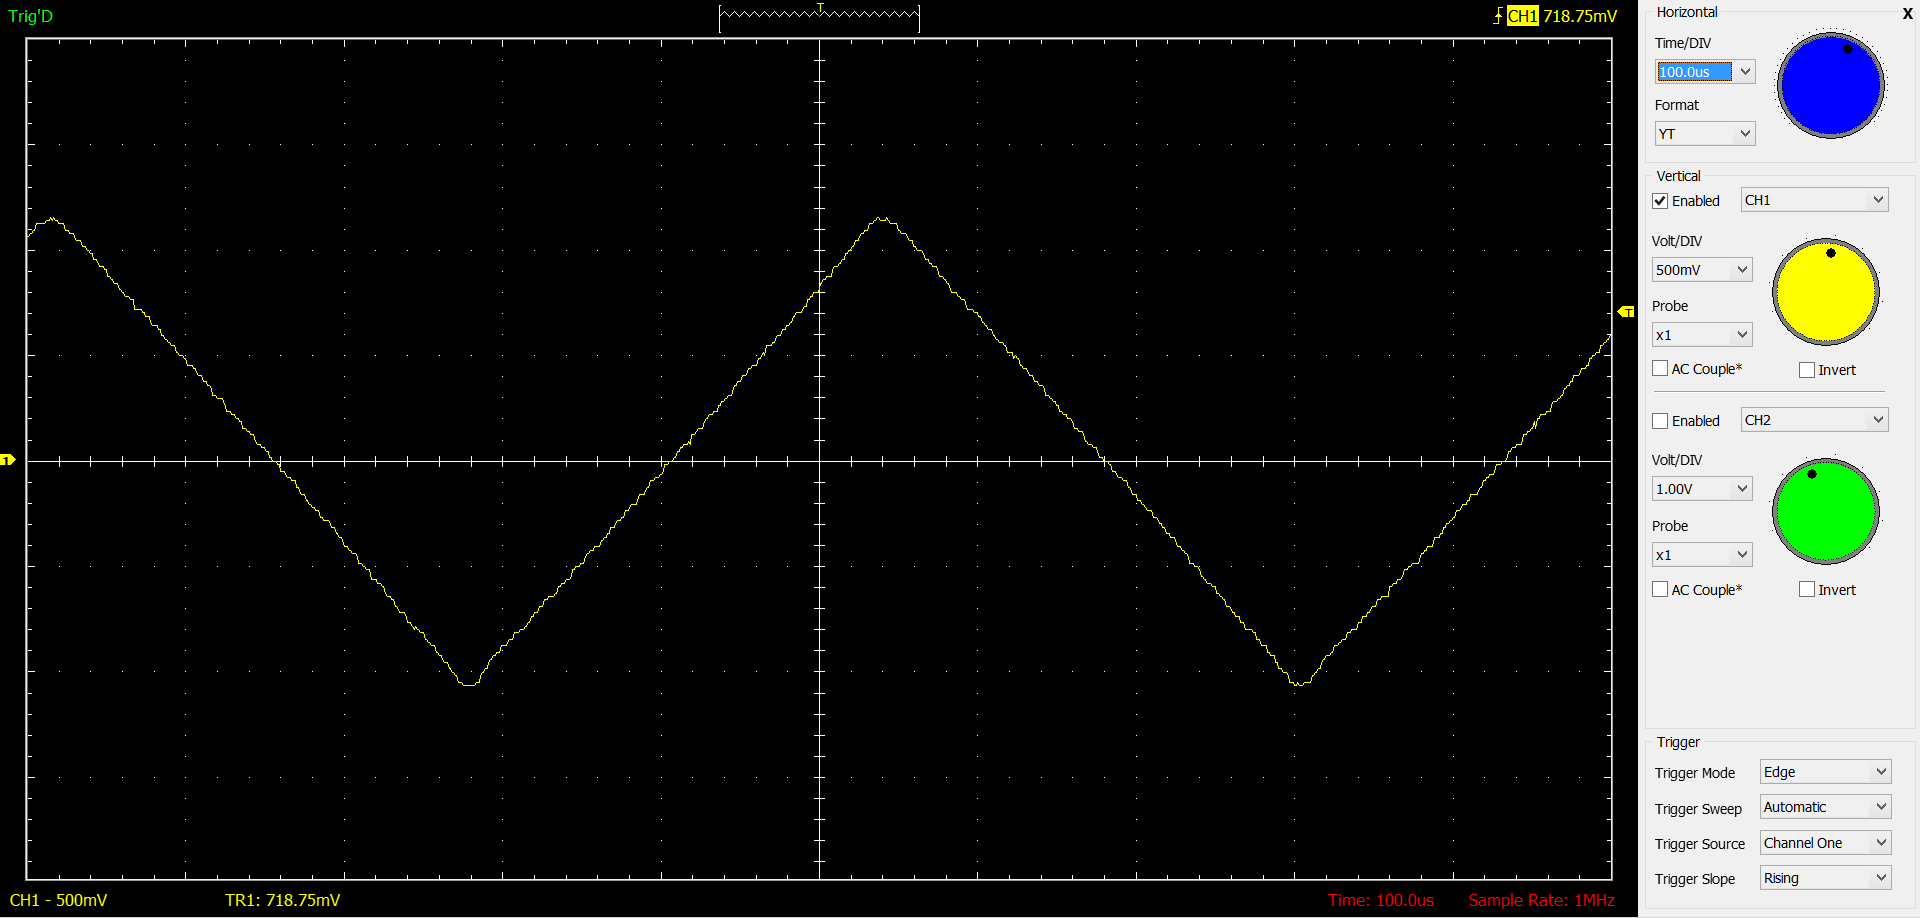 Trig'D
T
CH1 718.75mV
T
1
CH1 - 500mV
TR1: 718.75mV
Time: 100.0us
Sample Rate: 1MHz
Horizontal
X
Time/DIV
100.0us
Format
YT
Vertical
Enabled
CH1
Volt/DIV
500mV
Probe
x1
AC Couple*
Invert
Enabled
CH2
Volt/DIV
1.00V
Probe
x1
AC Couple*
Invert
Trigger
Trigger Mode
Edge
Trigger Sweep
Automatic
Trigger Source
Channel One
Trigger Slope
Rising